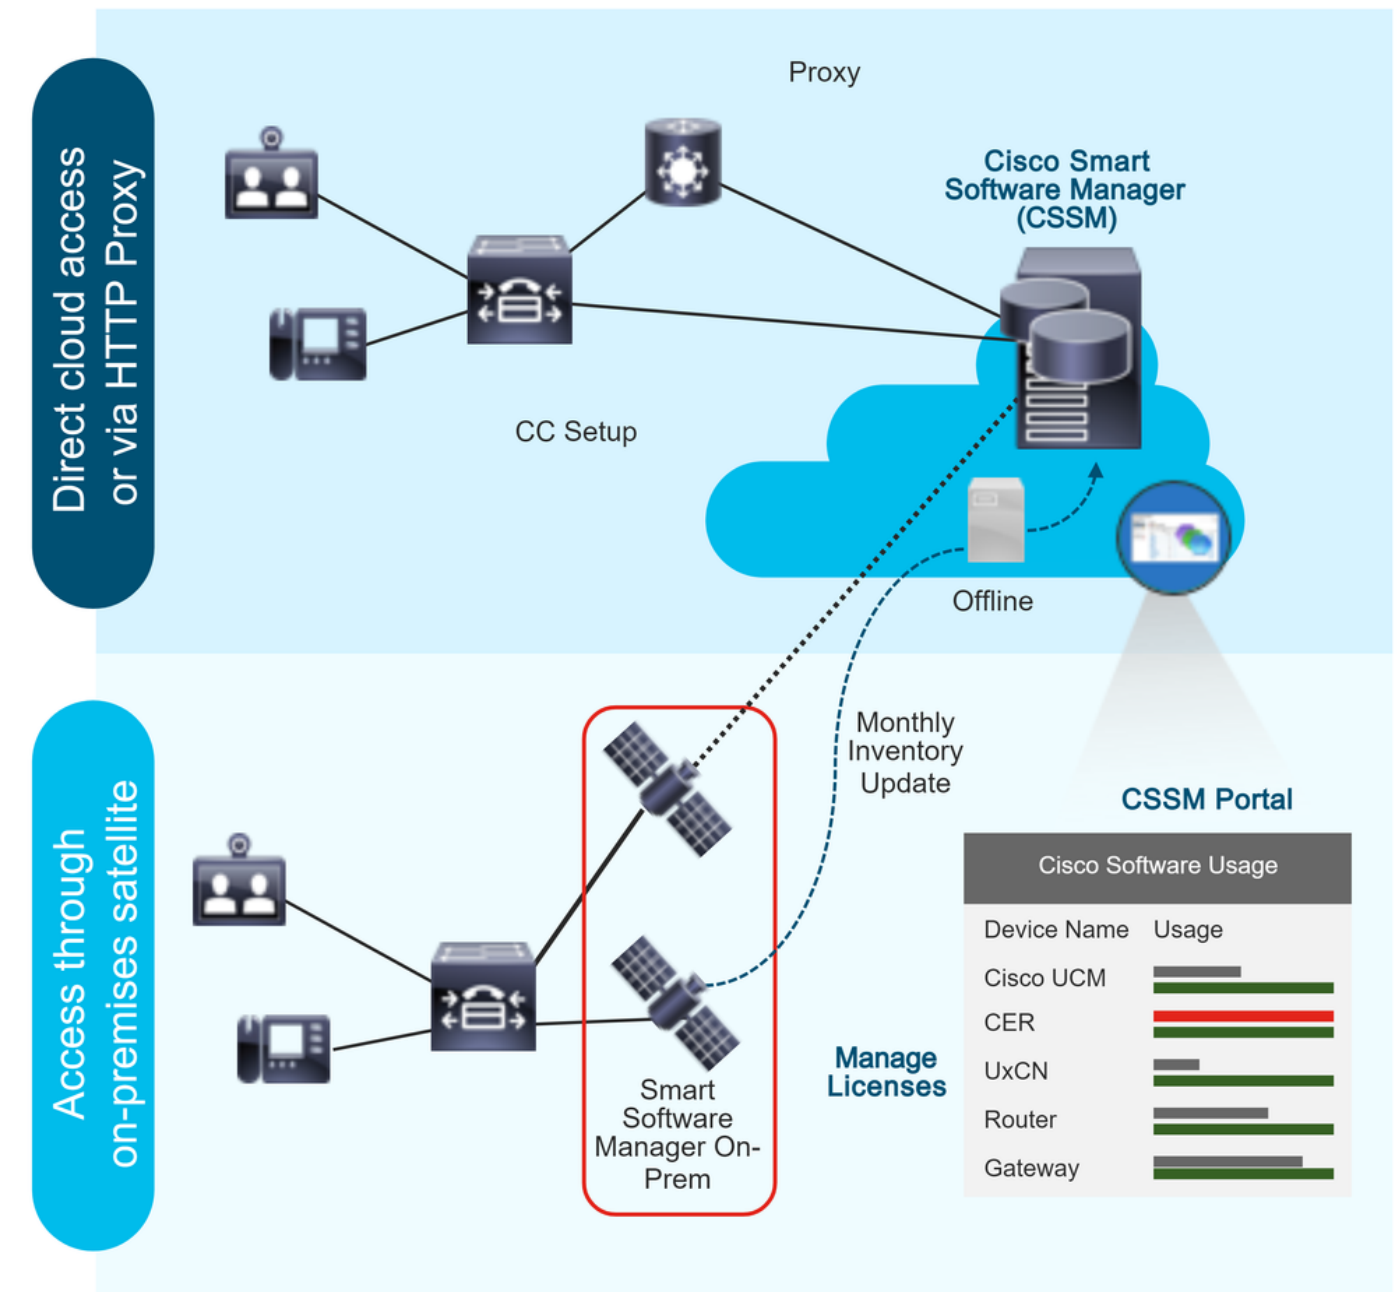 Direct cloud access
or via HTTP Proxy
Proxy
Cisco Smart
Software Manager
(CSSM)
CC Setup
Offline
Access through
on-premises satellite
Monthly
Inventory
Update
Smart
Software
Manager On-
Prem
Manage
Licenses
CSSM Portal
Cisco Software Usage
Device Name Usage
Cisco UCM
CER
UxCN
Router
Gateway